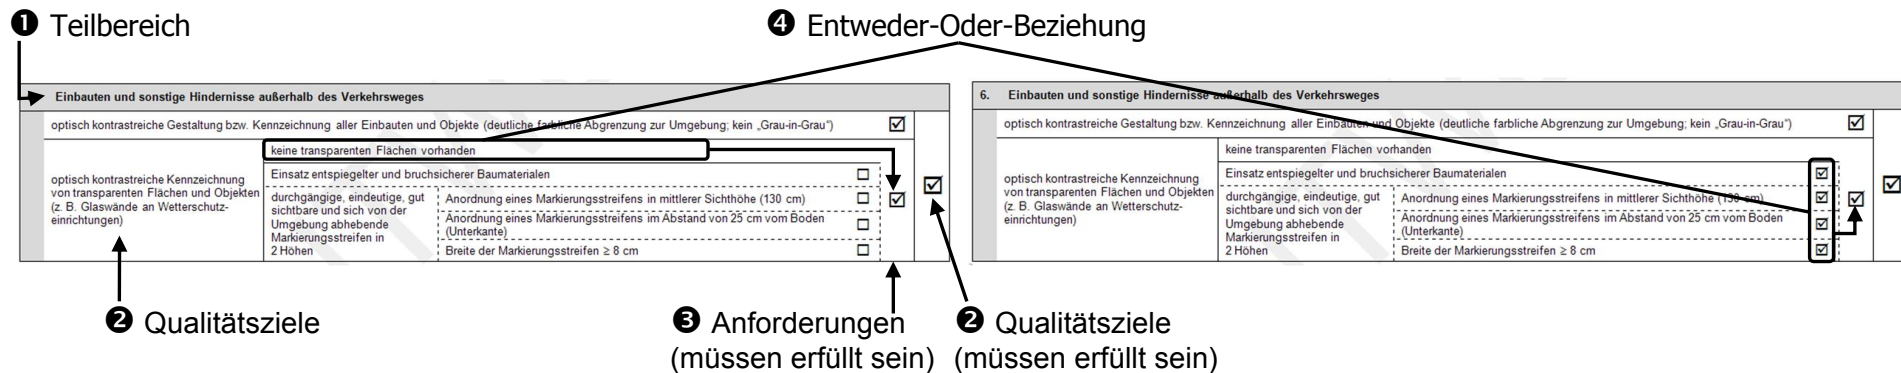 ❶ Teilbereich
❹ Entweder-Oder-Beziehung
Einbauten und sonstige Hindernisse außerhalb des Verkehrsweges
optisch kontrastreiche Gestaltung bzw. Kennzeichnung aller Einbauten und Objekte (deutliche farbliche Abgrenzung zur Umgebung; kein „Grau-in-Grau“) ☑
optisch kontrastreiche Kennzeichnung
von transparenten Flächen und Objekten
(z. B. Glaswände an Wetterschutz-
einrichtungen)
keine transparenten Flächen vorhanden
Einsatz entspiegelter und bruchsicherer Baumaterialen ☐
durchgängige, eindeutige, gut
sichtbare und sich von der
Umgebung abhebende
Markierungsstreifen in
2 Höhen
Anordnung eines Markierungsstreifens in mittlerer Sichthöhe (130 cm) ☐
Anordnung eines Markierungsstreifens im Abstand von 25 cm vom Boden
(Unterkante) ☐
Breite der Markierungsstreifen ≥ 8 cm ☐
☑
☑
6. Einbauten und sonstige Hindernisse außerhalb des Verkehrsweges
optisch kontrastreiche Gestaltung bzw. Kennzeichnung aller Einbauten und Objekte (deutliche farbliche Abgrenzung zur Umgebung; kein „Grau-in-Grau“) ☑
optisch kontrastreiche Kennzeichnung
von transparenten Flächen und Objekten
(z. B. Glaswände an Wetterschutz-
einrichtungen)
keine transparenten Flächen vorhanden
Einsatz entspiegelter und bruchsicherer Baumaterialen ☑
durchgängige, eindeutige, gut
sichtbare und sich von der
Umgebung abhebende
Markierungsstreifen in
2 Höhen
Anordnung eines Markierungsstreifens in mittlerer Sichthöhe (130 cm) ☑
Anordnung eines Markierungsstreifens im Abstand von 25 cm vom Boden
(Unterkante) ☑
Breite der Markierungsstreifen ≥ 8 cm ☑
☑
☑
❷ Qualitätsziele
❸ Anforderungen
(müssen erfüllt sein)
❷ Qualitätsziele
(müssen erfüllt sein)